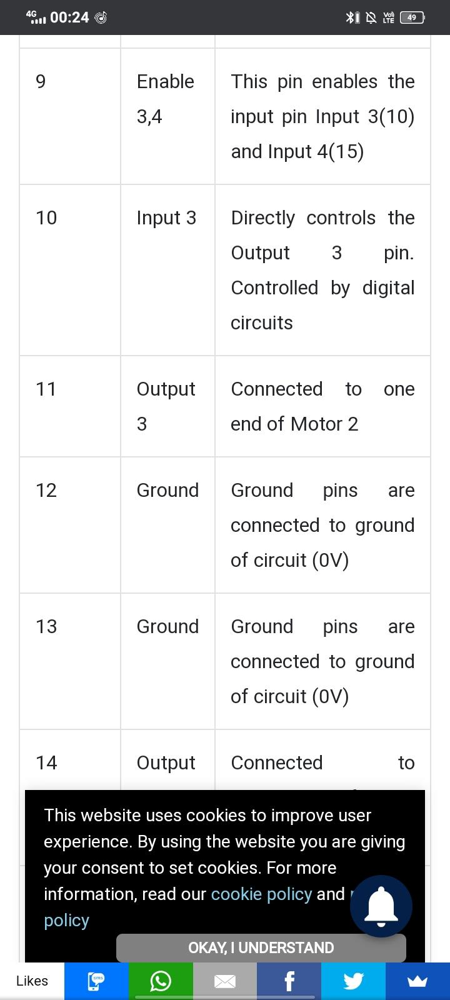 4G 00:24 Vo) LTE 49
9 Enable This pin enables the
3,4 input pin Input 3(10)
and Input 4(15)
10 Input 3 Directly controls the
Output 3 pin.
Controlled by digital
circuits
11 Output Connected to one
3 end of Motor 2
12 Ground Ground pins are
connected to ground
of circuit (0V)
13 Ground Ground pins are
connected to ground
of circuit (0V)
14 Output Connected to
This website uses cookies to improve user
experience. By using the website you are giving
your consent to set cookies. For more
information, read our cookie policy and
policy
OKAY, I UNDERSTAND
Likes sms